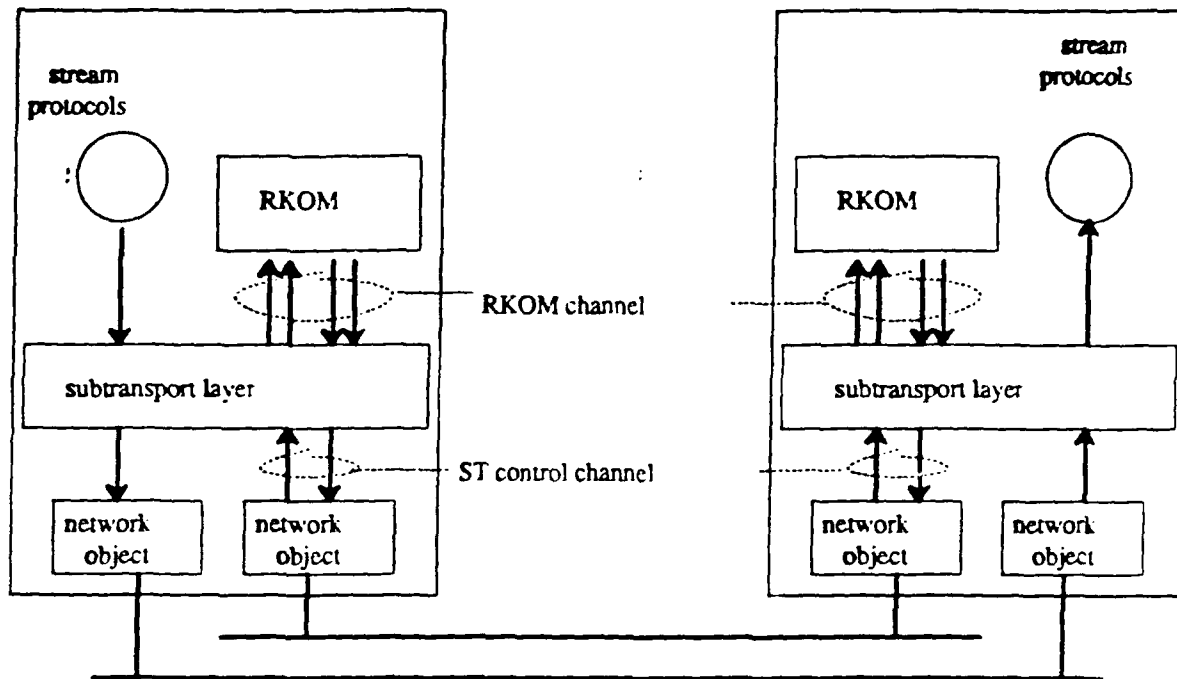 stream
protocols
RKOM
RKOM channel
subtransport layer
ST control channel
network
object
network
object
stream
protocols
RKOM
subtransport layer
network
object
network
object